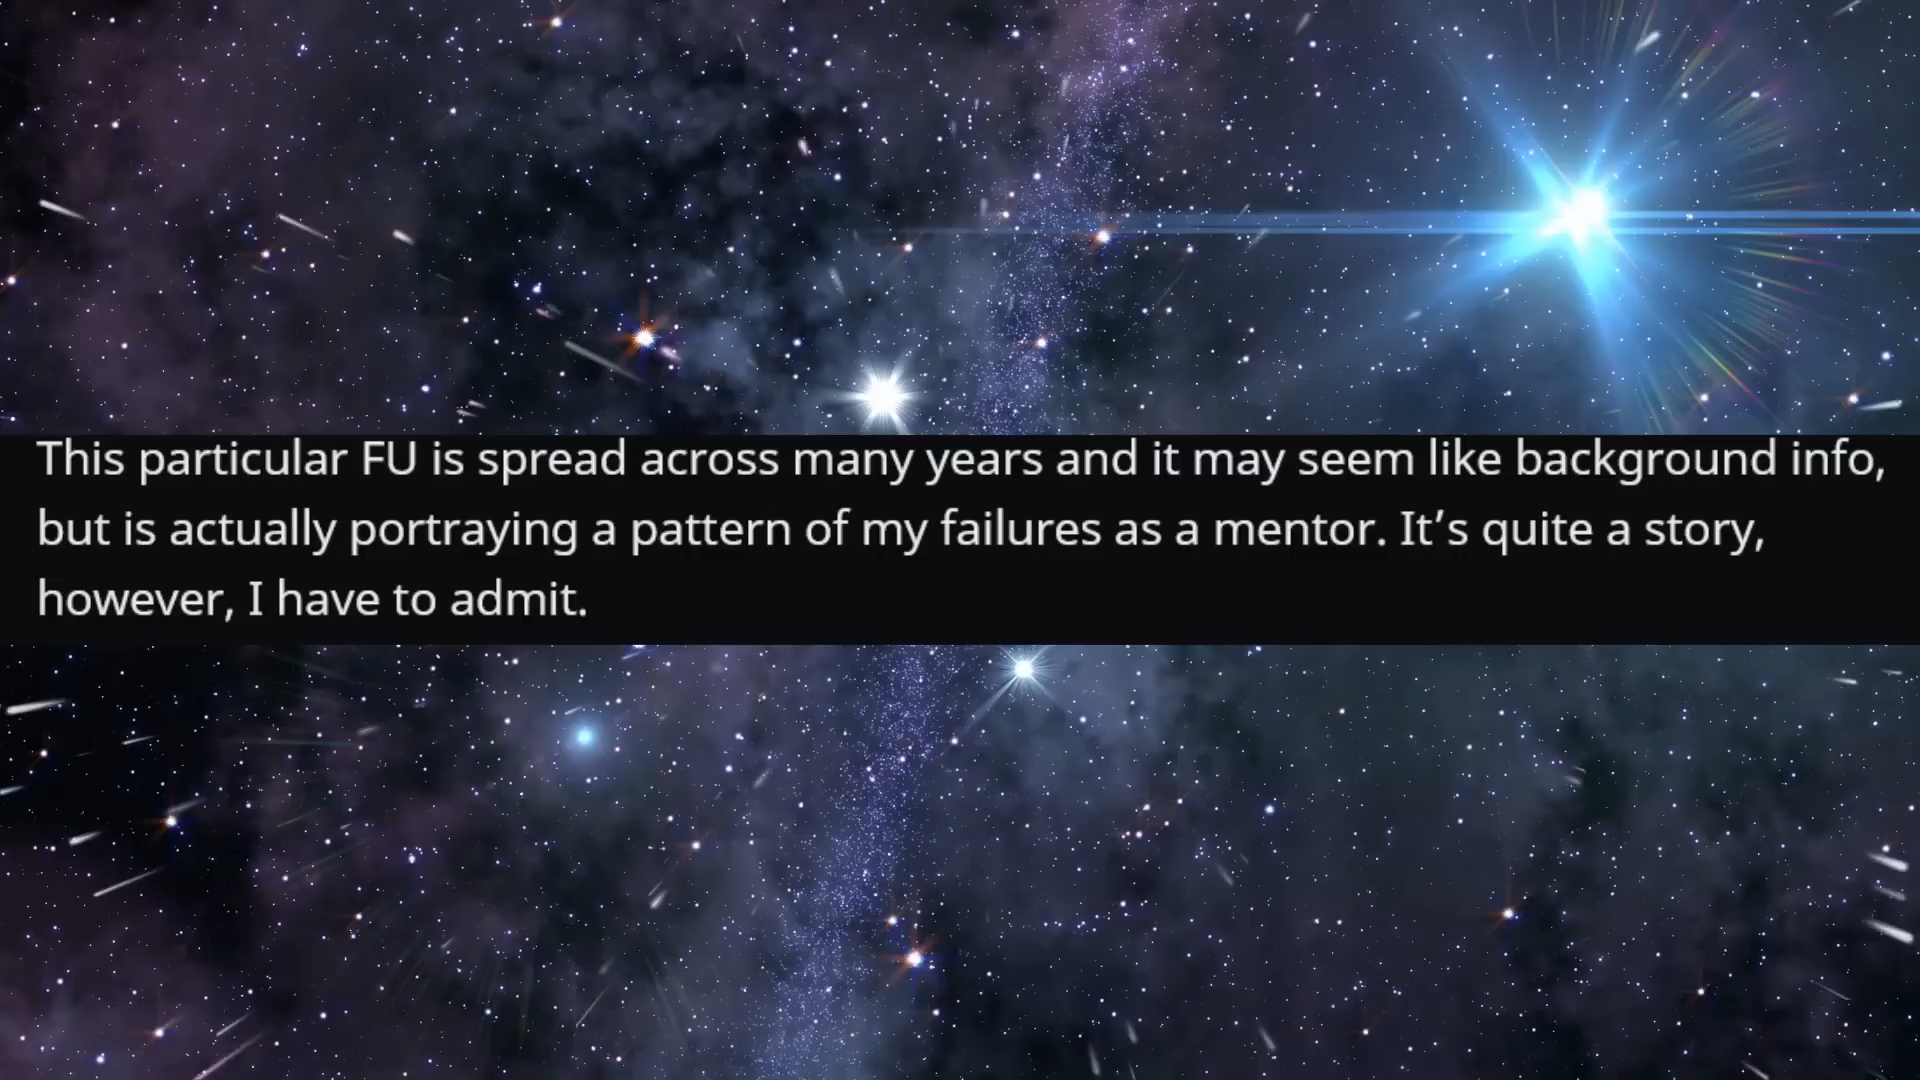 This particular FU is spread across many years and it may seem like background info,
but is actually portraying a pattern of my failures as a mentor. It’s quite a story,
however, I have to admit.